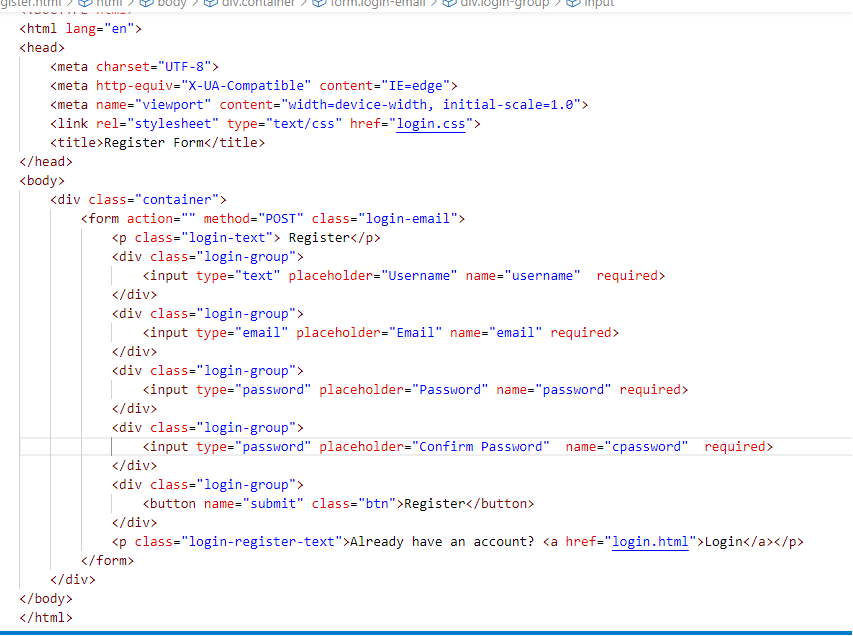 gister.html > html > body > div.container > form.login-email > div.login-group > input
<!DOCTYPE html>
<html lang="en">
<head>
    <meta charset="UTF-8">
    <meta http-equiv="X-UA-Compatible" content="IE=edge">
    <meta name="viewport" content="width=device-width, initial-scale=1.0">
    <link rel="stylesheet" type="text/css" href="login.css">
    <title>Register Form</title>
</head>
<body>
    <div class="container">
        <form action="" method="POST" class="login-email">
            <p class="login-text"> Register</p>
            <div class="login-group">
                <input type="text" placeholder="Username" name="username"  required>
            </div>
            <div class="login-group">
                <input type="email" placeholder="Email" name="email" required>
            </div>
            <div class="login-group">
                <input type="password" placeholder="Password" name="password" required>
            </div>
            <div class="login-group">
                <input type="password" placeholder="Confirm Password"  name="cpassword"  required>
            </div>
            <div class="login-group">
                <button name="submit" class="btn">Register</button>
            </div>
            <p class="login-register-text">Already have an account? <a href="login.html">Login</a></p>
        </form>
    </div>
</body>
</html>